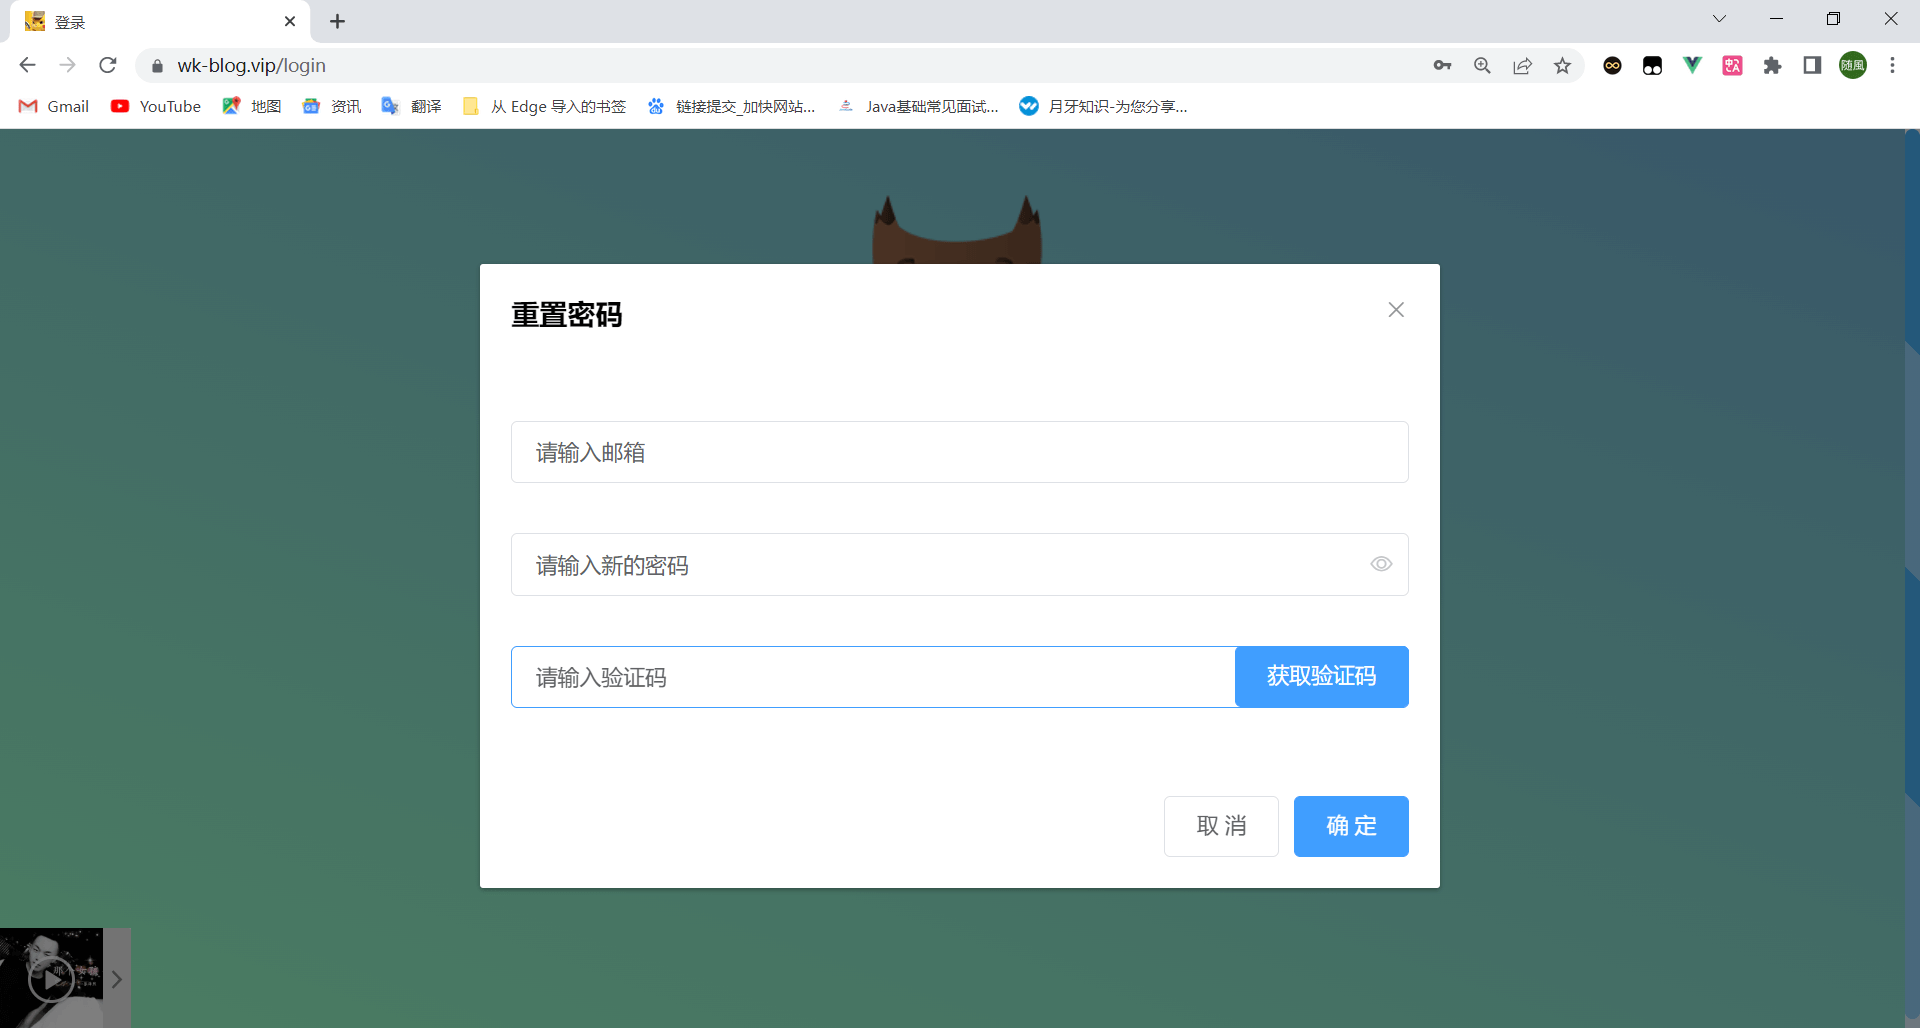 登录
wk-blog.vip/login
随風
Gmail
YouTube
地图
资讯
翻译
从 Edge 导入的书签
链接提交_加快网站...
Java基础常见面试...
月牙知识-为您分享...
重置密码
请输入邮箱
请输入新的密码
请输入验证码
获取验证码
取 消
确 定